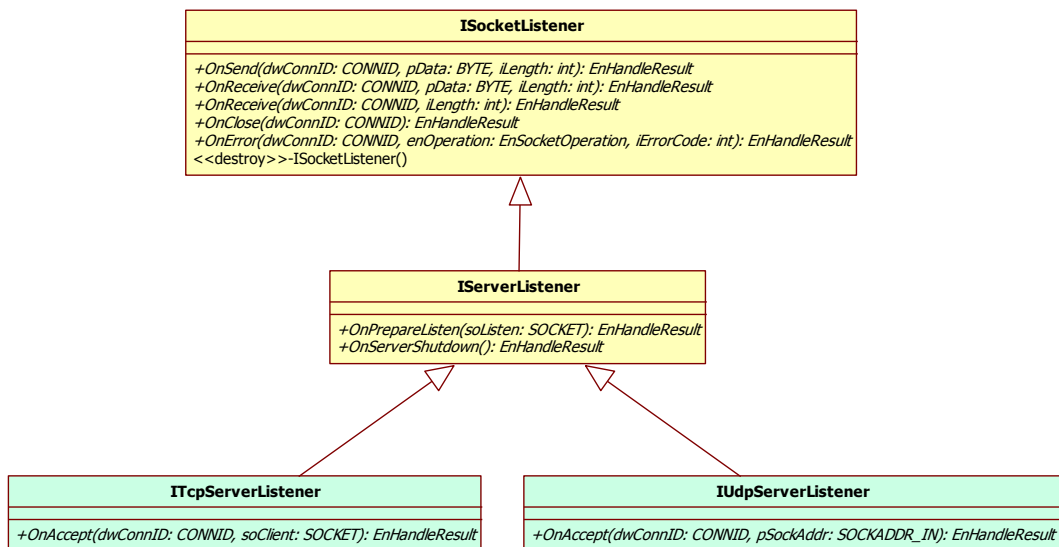 ISocketListener
+OnSend(dwConnID: CONNID, pData: BYTE, iLength: int): EnHandleResult
+OnReceive(dwConnID: CONNID, pData: BYTE, iLength: int): EnHandleResult
+OnReceive(dwConnID: CONNID, iLength: int): EnHandleResult
+OnClose(dwConnID: CONNID): EnHandleResult
+OnError(dwConnID: CONNID, enOperation: EnSocketOperation, iErrorCode: int): EnHandleResult
<<destroy>>-ISocketListener()
IServerListener
+OnPrepareListen(soListen: SOCKET): EnHandleResult
+OnServerShutdown(): EnHandleResult
ITcpServerListener
+OnAccept(dwConnID: CONNID, soClient: SOCKET): EnHandleResult
IUdpServerListener
+OnAccept(dwConnID: CONNID, pSockAddr: SOCKADDR_IN): EnHandleResult